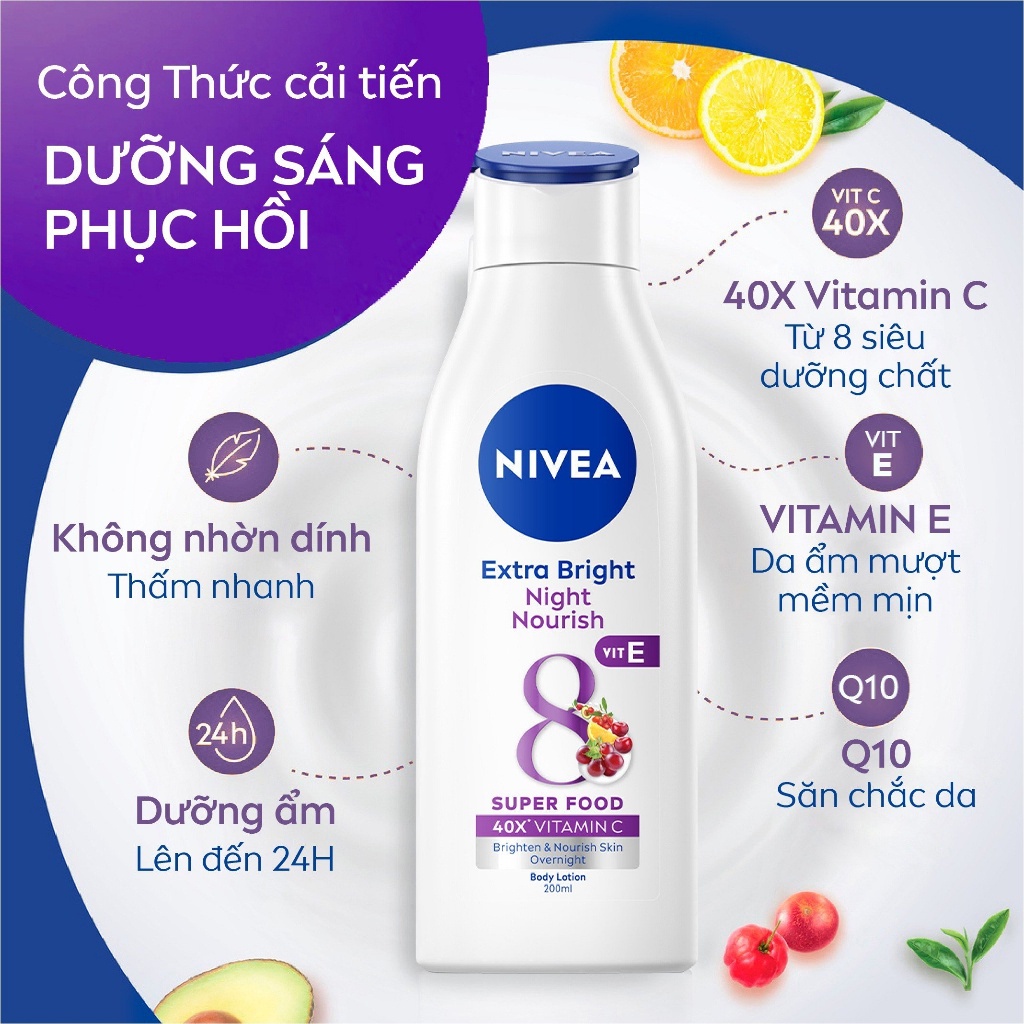 Công Thức cải tiến
DƯỠNG SÁNG
PHỤC HỒI
NIVEA
VIT C
40X
40X Vitamin C
Từ 8 siêu
dưỡng chất
Không nhờn dính
Thấm nhanh
VIT
E
VITAMIN E
Da ẩm mượt
mềm mịn
24h
Dưỡng ẩm
Lên đến 24H
Q10
Q10
Săn chắc da
NIVEA
Extra Bright
Night
Nourish
VIT E
8
SUPER FOOD
40X* VITAMIN C
Brighten & Nourish Skin
Overnight
Body Lotion
200ml